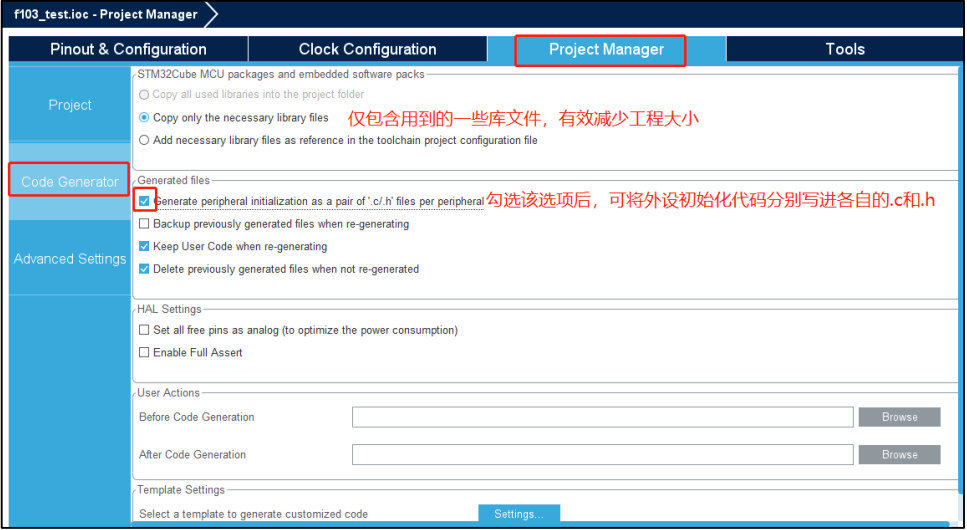 f103_test.ioc - Project Manager
Pinout & Configuration
Clock Configuration
Project Manager
Tools
Project
Code Generator
Advanced Settings
STM32Cube MCU packages and embedded software packs
Copy all used libraries into the project folder
Copy only the necessary library files 仅包含用到的一些库文件，有效减少工程大小
Add necessary library files as reference in the toolchain project configuration file
Generated files
Generate peripheral initialization as a pair of '.c/.h' files per peripheral 勾选该选项后，可将外设初始化代码分别写进各自的.c和.h
Backup previously generated files when re-generating
Keep User Code when re-generating
Delete previously generated files when not re-generated
HAL Settings
Set all free pins as analog (to optimize the power consumption)
Enable Full Assert
User Actions
Before Code Generation
Browse
After Code Generation
Browse
Template Settings
Select a template to generate customized code
Settings...